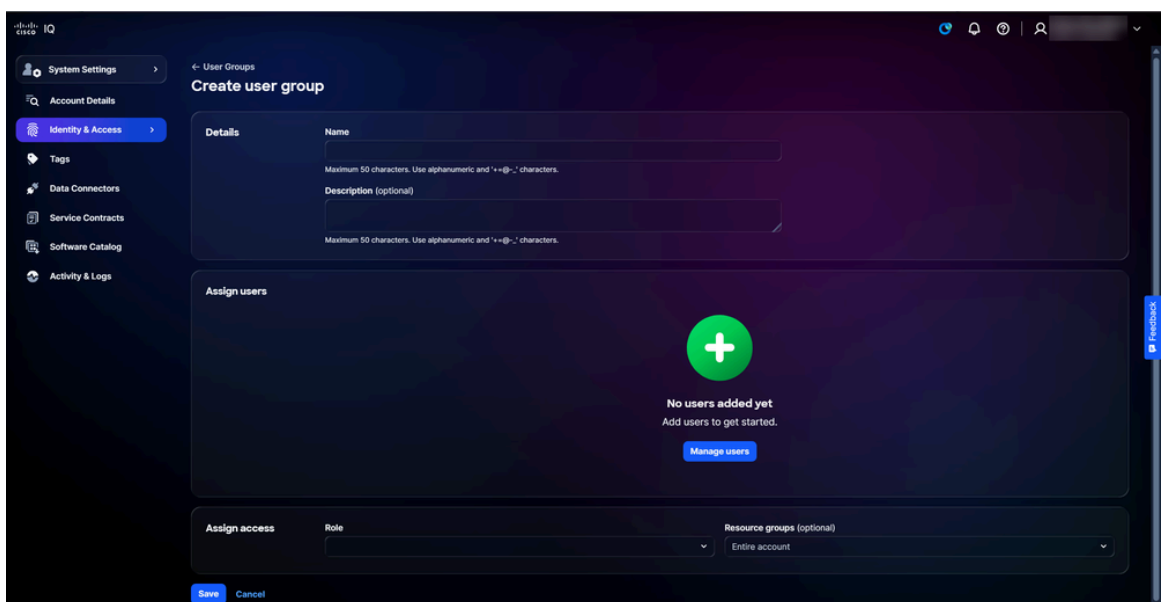 cisco IQ
System Settings
Account Details
Identity & Access
Tags
Data Connectors
Service Contracts
Software Catalog
Activity & Logs
← User Groups
Create user group
Details
Name
Maximum 50 characters. Use alphanumeric and '+=@-_' characters.
Description (optional)
Maximum 50 characters. Use alphanumeric and '+=@-_' characters.
Assign users
No users added yet
Add users to get started.
Manage users
Assign access
Role
Resource groups (optional)
Entire account
Save Cancel
Feedback